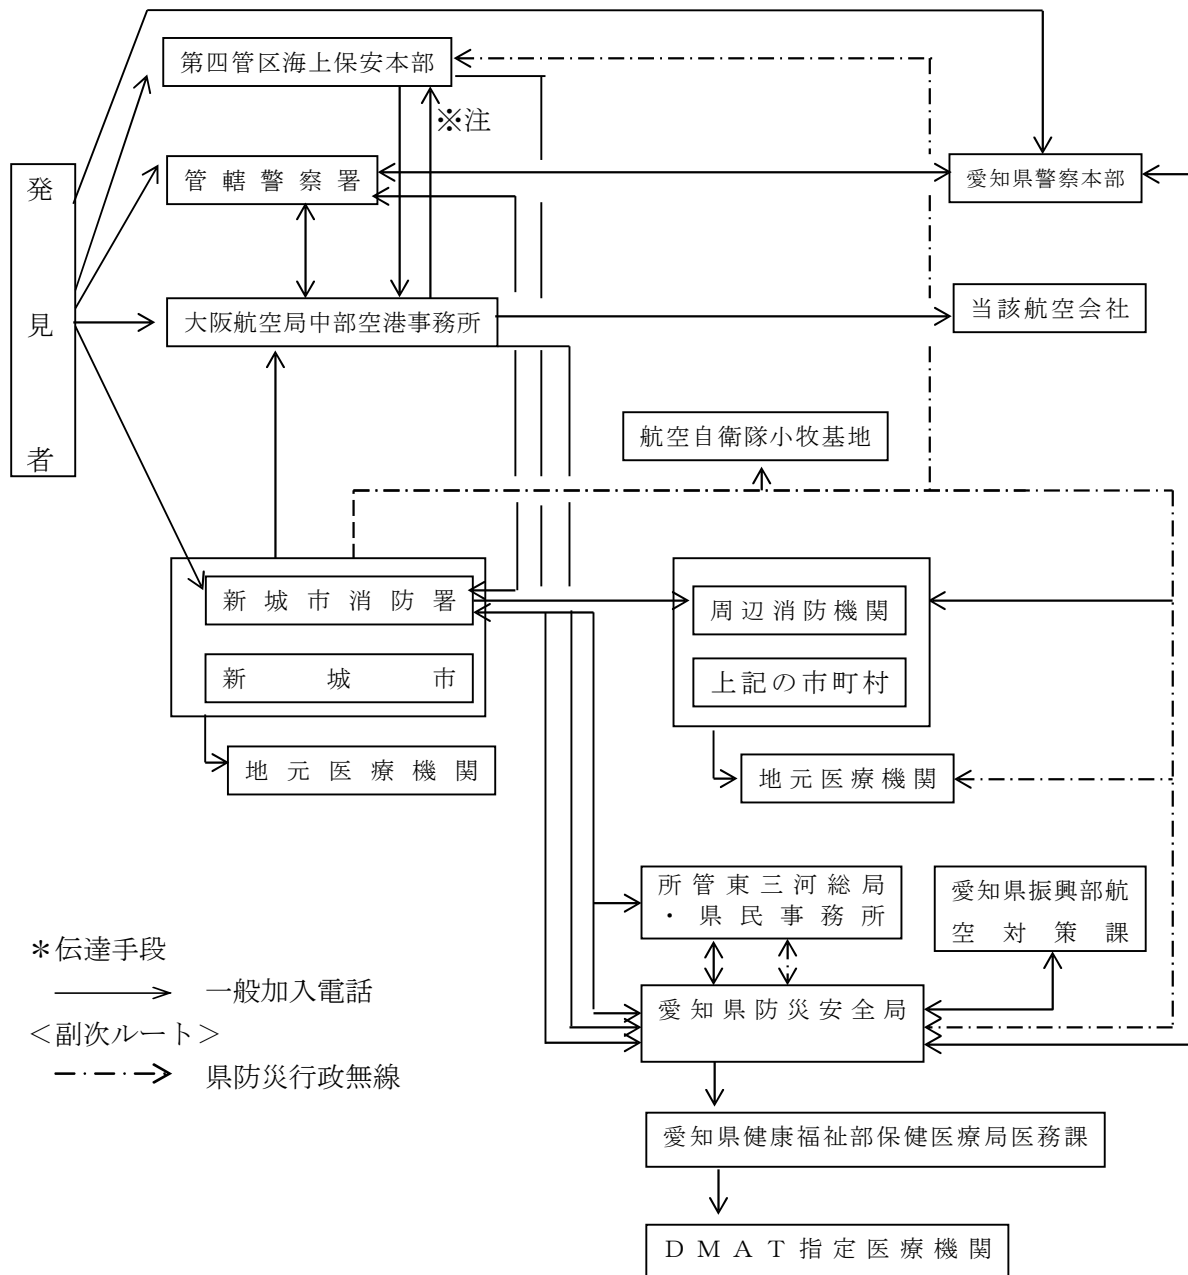 第四管区海上保安本部
※注
発見者
管轄警察署
愛知県警察本部
大阪航空局中部空港事務所
当該航空会社
航空自衛隊小牧基地
新城市消防署
周辺消防機関
新城市
上記の市町村
地元医療機関
地元医療機関
所管東三河総局
・県民事務所
愛知県振興部航
空対策課
愛知県防災安全局
＊伝達手段
一般加入電話
＜副次ルート＞
県防災行政無線
愛知県健康福祉部保健医療局医務課
ＤＭＡＴ指定医療機関